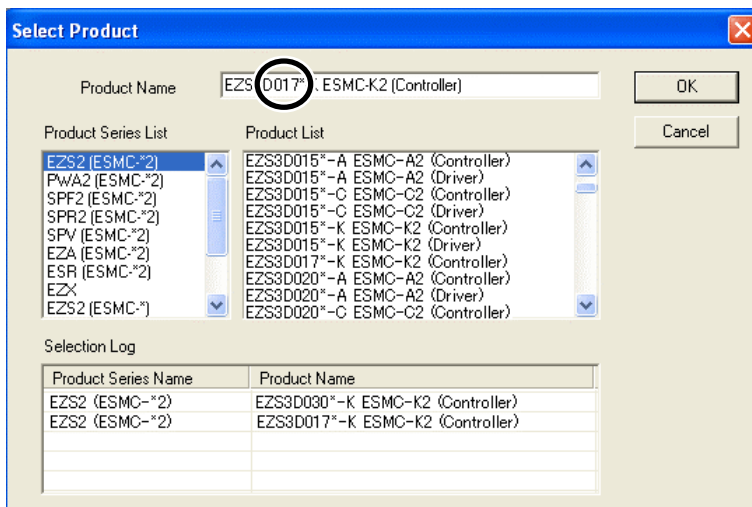 Select Product
Product Name
EZS D017* K ESMC-K2 (Controller)
OK
Cancel
Product Series List
Product List
EZS2 (ESMC-*2)
PWA2 (ESMC-*2)
SPF2 (ESMC-*2)
SPR2 (ESMC-*2)
SPV (ESMC-*2)
EZA (ESMC-*2)
ESR (ESMC-*2)
EZX
EZS2 (ESMC-*)
EZS3D015*-A ESMC-A2 (Controller)
EZS3D015*-A ESMC-A2 (Driver)
EZS3D015*-C ESMC-C2 (Controller)
EZS3D015*-C ESMC-C2 (Driver)
EZS3D015*-K ESMC-K2 (Controller)
EZS3D015*-K ESMC-K2 (Driver)
EZS3D017*-K ESMC-K2 (Controller)
EZS3D020*-A ESMC-A2 (Controller)
EZS3D020*-A ESMC-A2 (Driver)
EZS3D020*-C ESMC-C2 (Controller)
Selection Log
Product Series Name Product Name
EZS2 (ESMC-*2) EZS3D030*-K ESMC-K2 (Controller)
EZS2 (ESMC-*2) EZS3D017*-K ESMC-K2 (Controller)